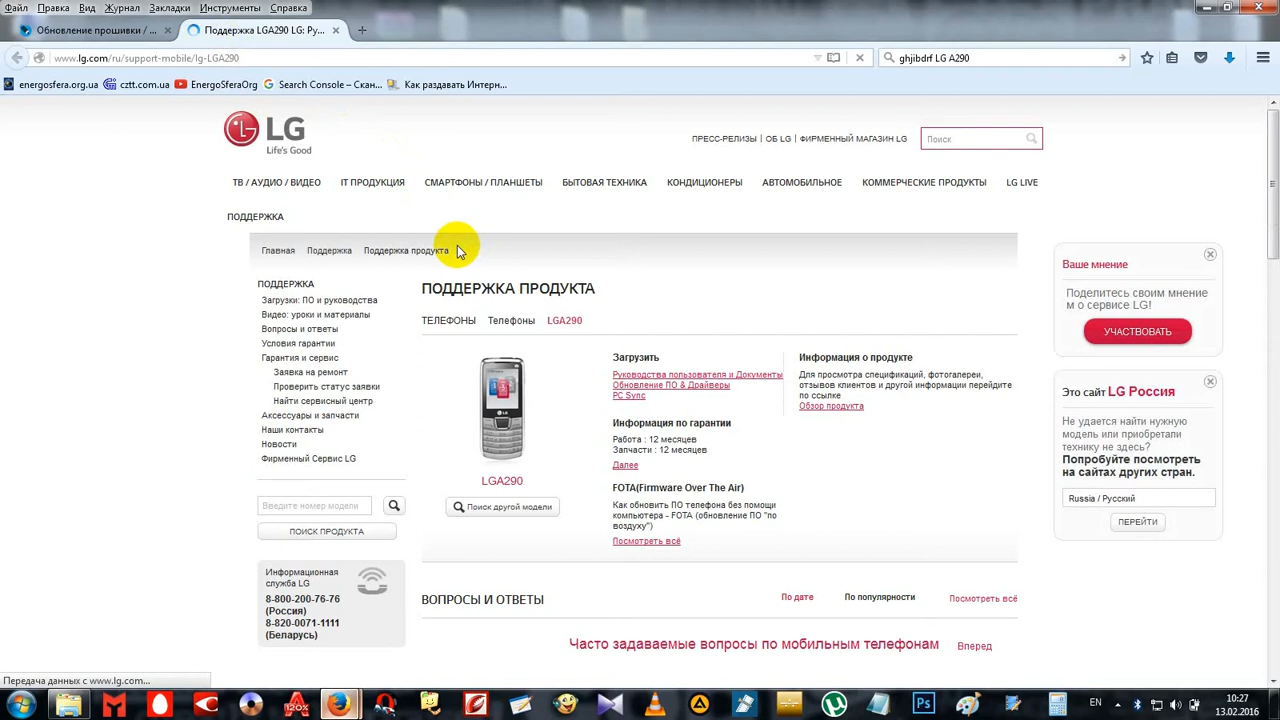 Файл Правка Вид Журнал Закладки Инструменты Справка
Обновление прошивки / ... Поддержка LGA290 LG: Ру...
www.lg.com/ru/support-mobile/lg-LGA290 ghjibdrf LG A290
energosfera.org.ua cztt.com.ua EnergoSferaOrg Search Console – Скан... Как раздавать Интерн...
LG
Life's Good
ПРЕСС-РЕЛИЗЫ | ОБ LG | ФИРМЕННЫЙ МАГАЗИН LG Поиск
ТВ / АУДИО / ВИДЕО IT ПРОДУКЦИЯ СМАРТФОНЫ / ПЛАНШЕТЫ БЫТОВАЯ ТЕХНИКА КОНДИЦИОНЕРЫ АВТОМОБИЛЬНОЕ КОММЕРЧЕСКИЕ ПРОДУКТЫ LG LIVE
ПОДДЕРЖКА
Главная Поддержка Поддержка продукта
ПОДДЕРЖКА
Загрузки: ПО и руководства
Видео: уроки и материалы
Вопросы и ответы
Условия гарантии
Гарантия и сервис
Заявка на ремонт
Проверить статус заявки
Найти сервисный центр
Аксессуары и запчасти
Наши контакты
Новости
Фирменный Сервис LG
Введите номер модели
ПОИСК ПРОДУКТА
Информационная
служба LG
8-800-200-76-76
(Россия)
8-820-0071-1111
(Беларусь)
ПОДДЕРЖКА ПРОДУКТА
ТЕЛЕФОНЫ Телефоны LGA290
LGA290
Поиск другой модели
Загрузить
Руководства пользователя и Документы
Обновление ПО & Драйверы
PC Sync
Информация по гарантии
Работа : 12 месяцев
Запчасти : 12 месяцев
Далее
FOTA(Firmware Over The Air)
Как обновить ПО телефона без помощи
компьютера - FOTA (обновление ПО "по
воздуху")
Посмотреть всё
Информация о продукте
Для просмотра спецификаций, фотогалереи,
отзывов клиентов и другой информации перейдите
по ссылке
Обзор продукта
ВОПРОСЫ И ОТВЕТЫ По дате По популярности Посмотреть всё
Часто задаваемые вопросы по мобильным телефонам Вперед
Ваше мнение
Поделитесь своим мнение
м о сервисе LG!
УЧАСТВОВАТЬ
Это сайт LG Россия
Не удается найти нужную
модель или приобретали
технику не здесь?
Попробуйте посмотреть
на сайтах других стран.
Russia / Русский
ПЕРЕЙТИ
Передача данных с www.lg.com...
120%
Ps
EN
10:27
13.02.2016